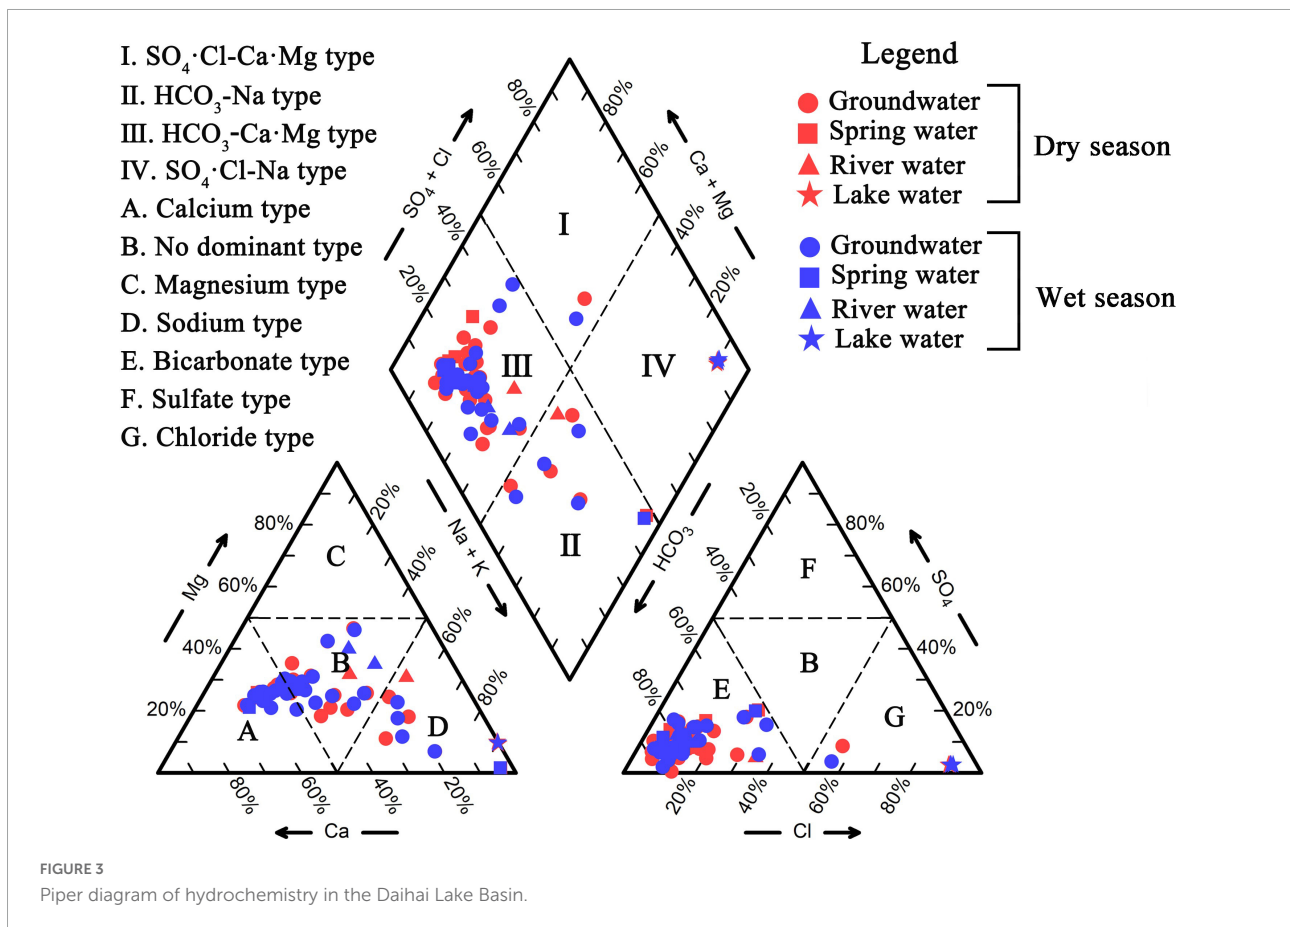 I. SO₄·Cl-Ca·Mg type
II. HCO₃-Na type
III. HCO₃-Ca·Mg type
IV. SO₄·Cl-Na type
A. Calcium type
B. No dominant type
C. Magnesium type
D. Sodium type
E. Bicarbonate type
F. Sulfate type
G. Chloride type
Legend
Groundwater
Spring water
River water
Lake water
Dry season
Groundwater
Spring water
River water
Lake water
Wet season
80%
60%
40%
20%
SO₄ + Cl
80%
60%
40%
20%
Ca + Mg
I
III
IV
II
Na + K
HCO₃
Mg
80%
60%
40%
20%
20%
40%
60%
80%
C
B
A
D
80%
60%
40%
20%
Ca
20%
40%
60%
80%
80%
60%
40%
20%
SO₄
F
B
E
G
20%
40%
60%
80%
Cl
FIGURE 3
Piper diagram of hydrochemistry in the Daihai Lake Basin.